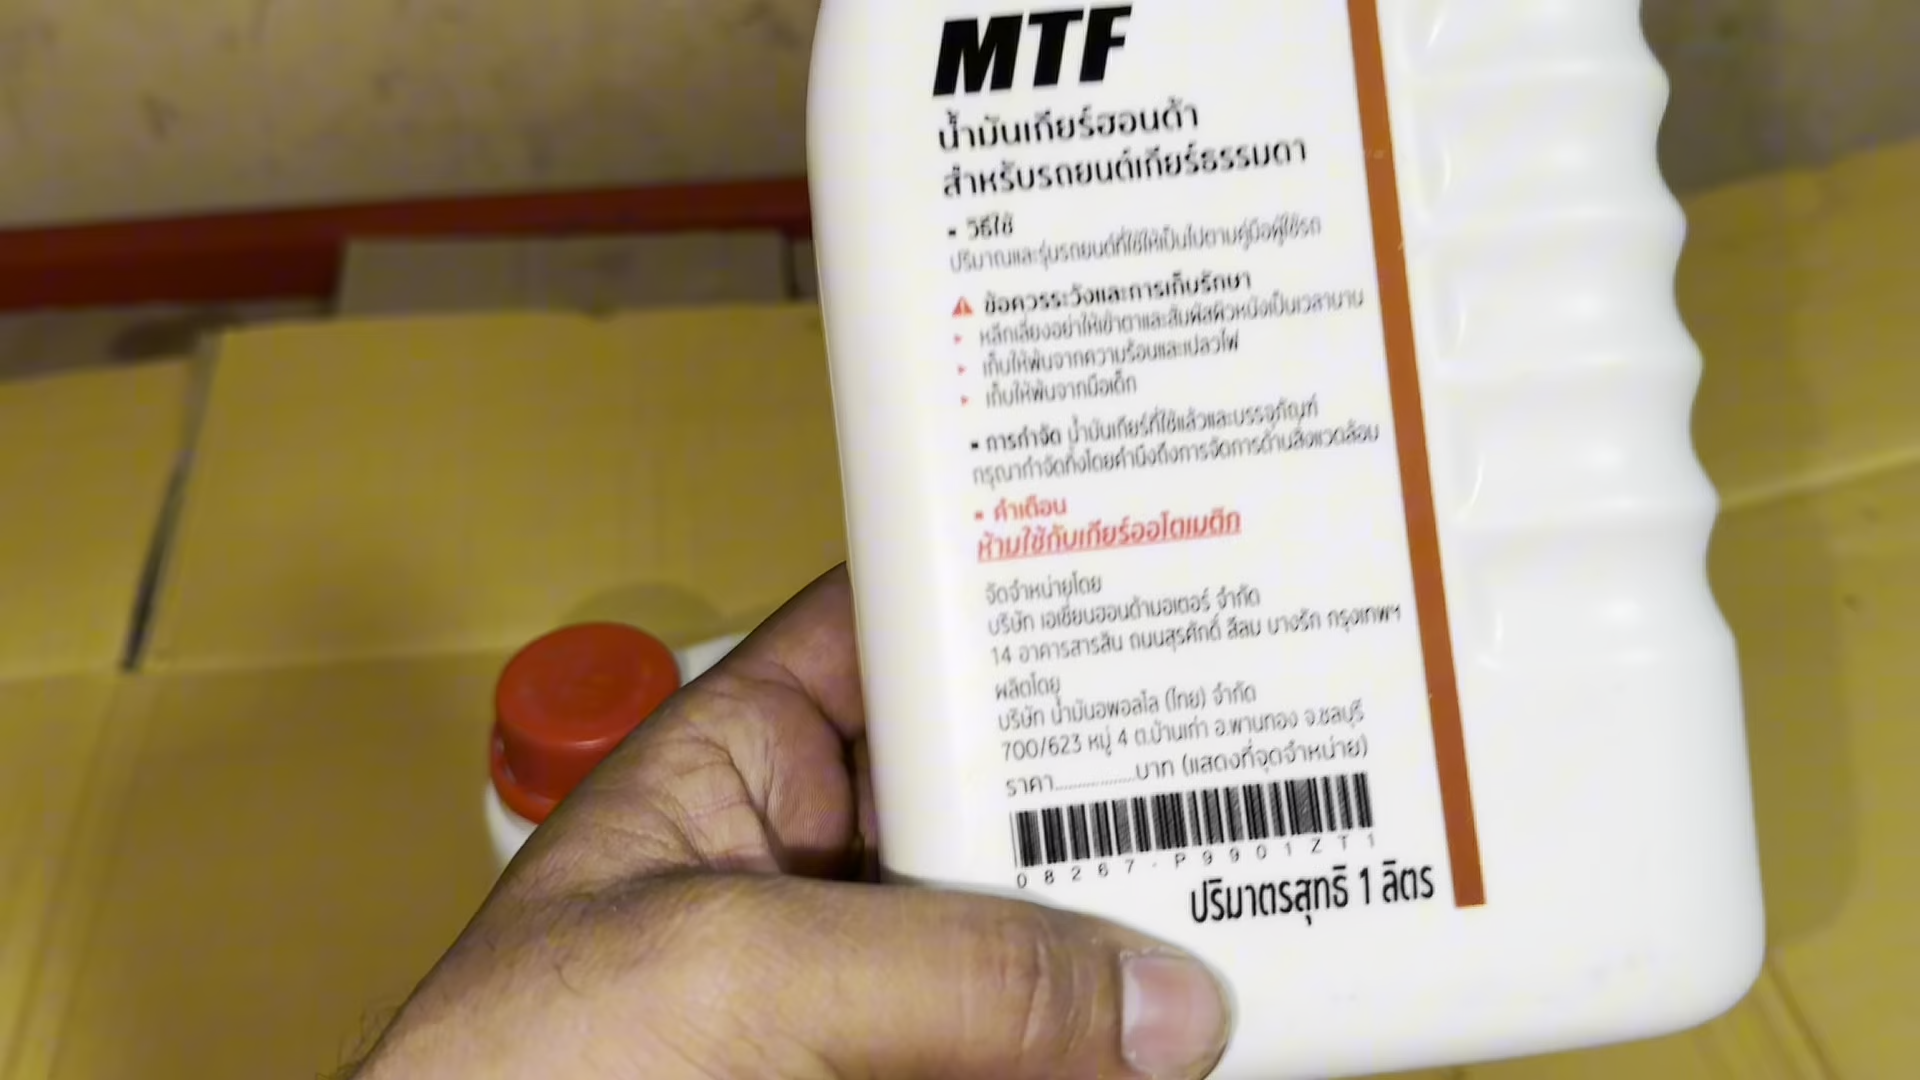 MTF
น้ำมันเกียร์ฮอนด้า
สำหรับรถยนต์เกียร์ธรรมดา
▪ วิธีใช้
ปริมาณและรุ่นรถยนต์ที่ใช้ให้เป็นไปตามคู่มือผู้ใช้รถ
ข้อควรระวังและการเก็บรักษา
หลีกเลี่ยงอย่าให้เข้าตาและสัมผัสผิวหนังเป็นเวลานาน
เก็บให้พ้นจากความร้อนและเปลวไฟ
เก็บให้พ้นจากมือเด็ก
▪ การกำจัด น้ำมันเกียร์ที่ใช้แล้วและบรรจุภัณฑ์
กรุณากำจัดทิ้งโดยคำนึงถึงการจัดการด้านสิ่งแวดล้อม
▪ คำเตือน
ห้ามใช้กับเกียร์ออโตเมติก
จัดจำหน่ายโดย
บริษัท เอเชี่ยนฮอนด้ามอเตอร์ จำกัด
14 อาคารสารสิน ถนนสุรศักดิ์ สีลม บางรัก กรุงเทพฯ
ผลิตโดย
บริษัท น้ำมันอพอลโล (ไทย) จำกัด
700/623 หมู่ 4 ต.บ้านเก่า อ.พานทอง จ.ชลบุรี
ราคา..................บาท (แสดงที่จุดจำหน่าย)
08267-P9901ZT1
ปริมาตรสุทธิ 1 ลิตร